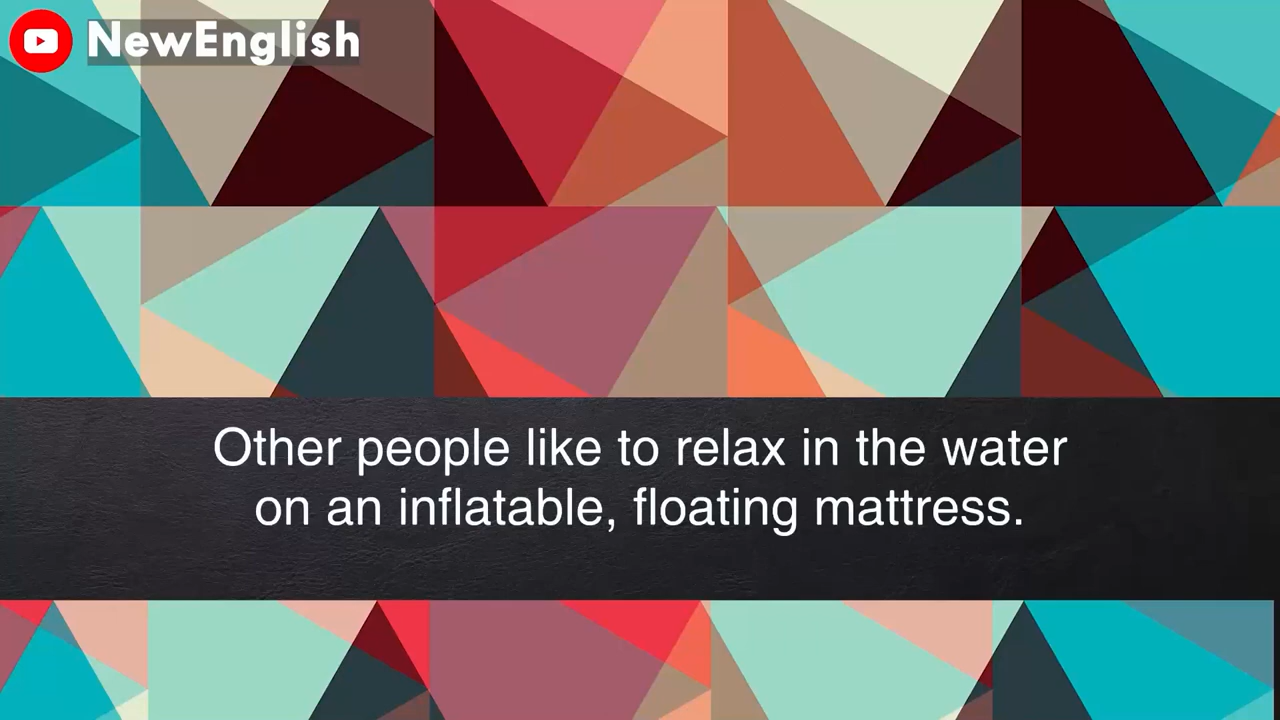 NewEnglish
Other people like to relax in the water
on an inflatable, floating mattress.